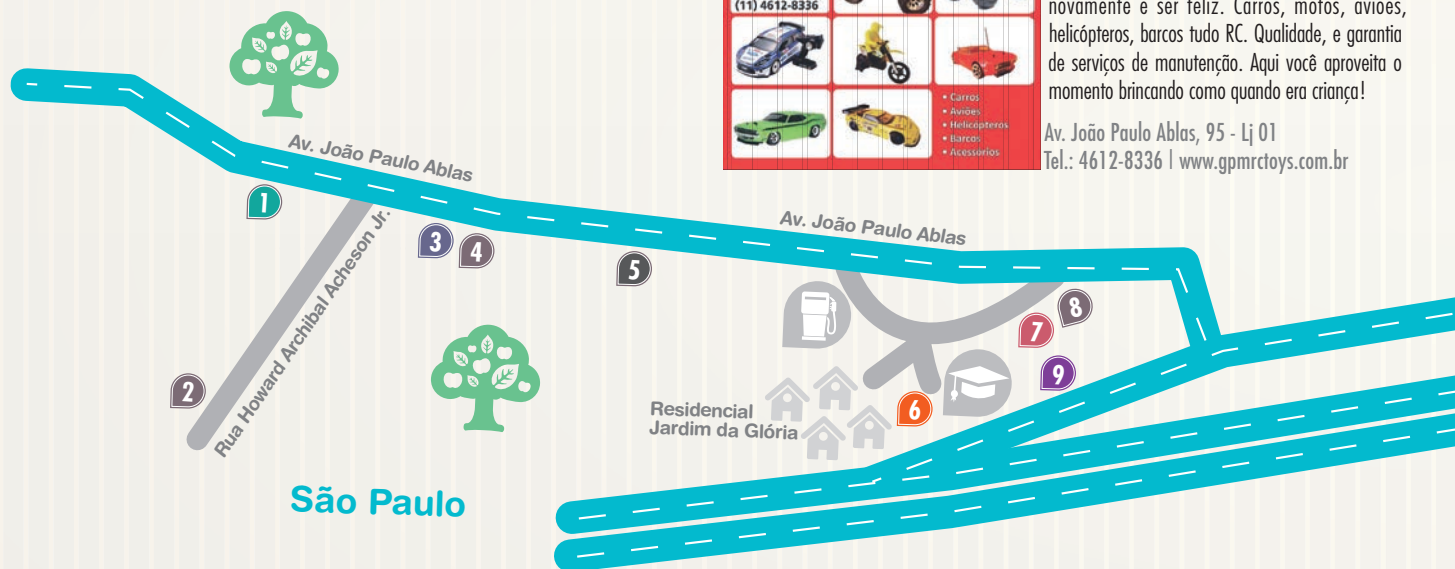 (11) 4612-8336
• Carros
• Aviões
• Helicópteros
• Barcos
• Acessórios
novamente e ser feliz. Carros, motos, aviões,
helicópteros, barcos tudo RC. Qualidade, e garantia
de serviços de manutenção. Aqui você aproveita o
momento brincando como quando era criança!
Av. João Paulo Ablas, 95 - Lj 01
Tel.: 4612-8336 | www.gpmrctoys.com.br
Av. João Paulo Ablas
Av. João Paulo Ablas
Rua Howard Archibal Acheson Jr.
1
2
3
4
5
6
7
8
9
Residencial
Jardim da Glória
São Paulo